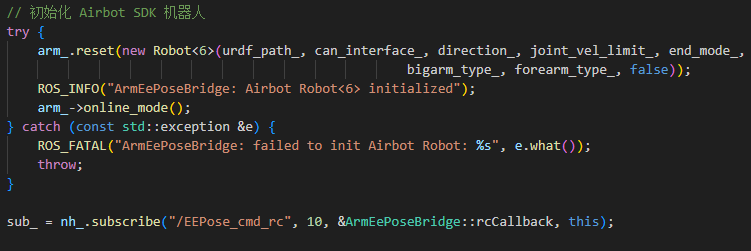 // 初始化 Airbot SDK 机器人
try {
    arm_.reset(new Robot<6>(urdf_path_, can_interface_, direction_, joint_vel_limit_, end_mode_,
                            bigarm_type_, forearm_type_, false));
    ROS_INFO("ArmEePoseBridge: Airbot Robot<6> initialized");
    arm_->online_mode();
} catch (const std::exception &e) {
    ROS_FATAL("ArmEePoseBridge: failed to init Airbot Robot: %s", e.what());
    throw;
}
sub_ = nh_.subscribe("/EEPose_cmd_rc", 10, &ArmEePoseBridge::rcCallback, this);